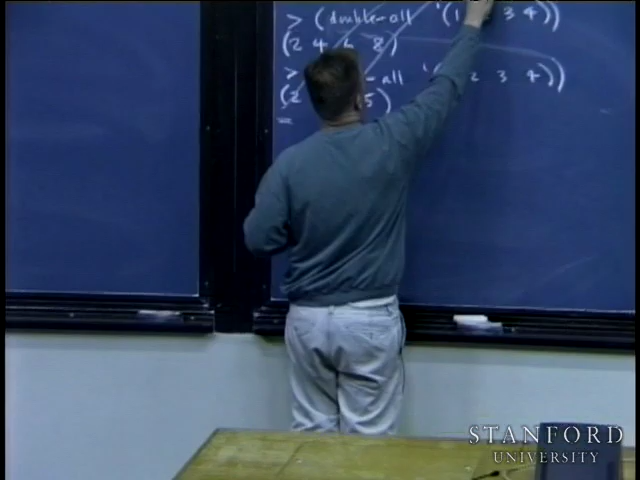 > (double-all '(1 3 4))
(2 4 6 8)
> -all '( 2 3 4))
(2 5)
=
STANFORD
UNIVERSITY